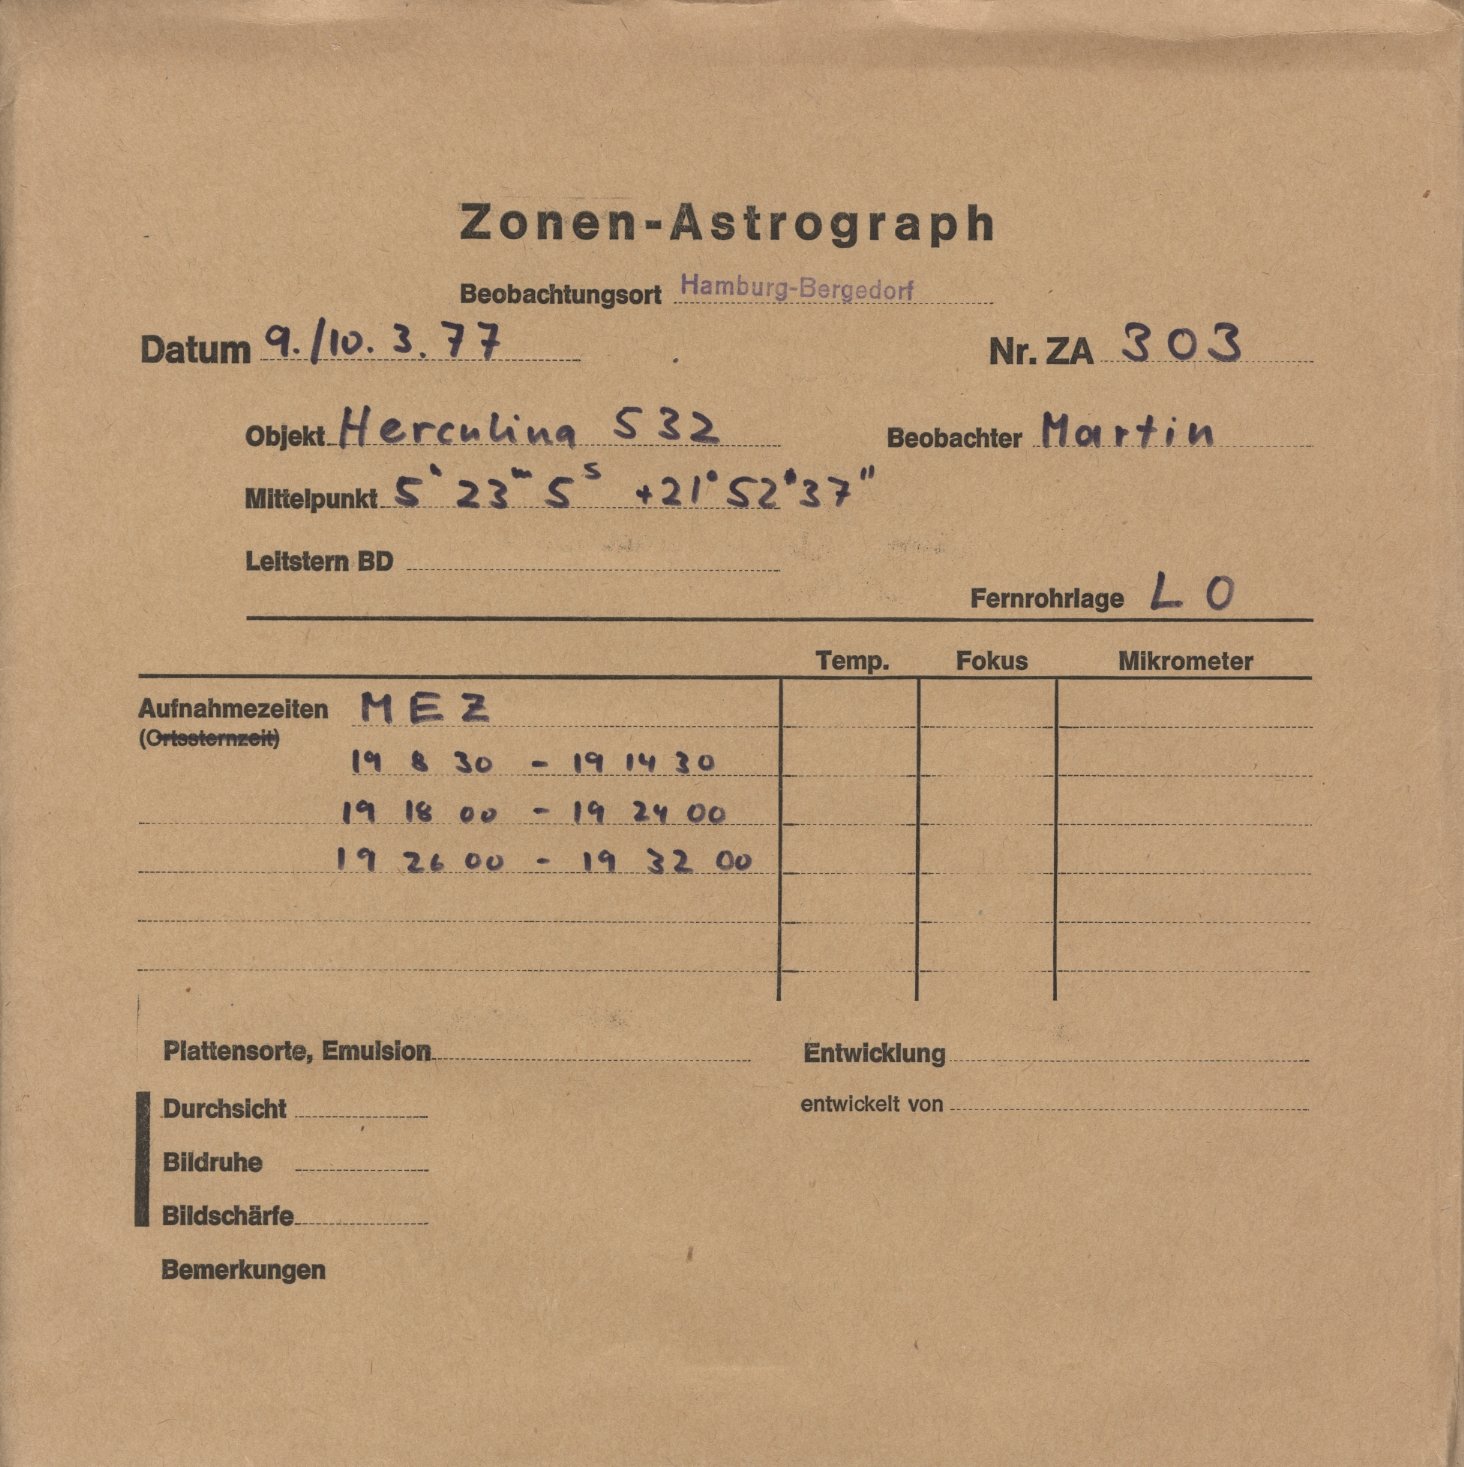 Zonen-Astrograph
Beobachtungsort Hamburg-Bergedorf
Datum 9./10. 3. 77 Nr. ZA 303
Objekt Herculina 532 Beobachter Martin
Mittelpunkt 5ʰ 23ᵐ 5ˢ +21° 52' 37"
Leitstern BD
Fernrohrlage L O
Temp. Fokus Mikrometer
Aufnahmezeiten MEZ
(Ortssternzeit)
19 8 30 - 19 14 30
19 18 00 - 19 24 00
19 26 00 - 19 32 00
Plattensorte, Emulsion Entwicklung
Durchsicht entwickelt von
Bildruhe
Bildschärfe
Bemerkungen